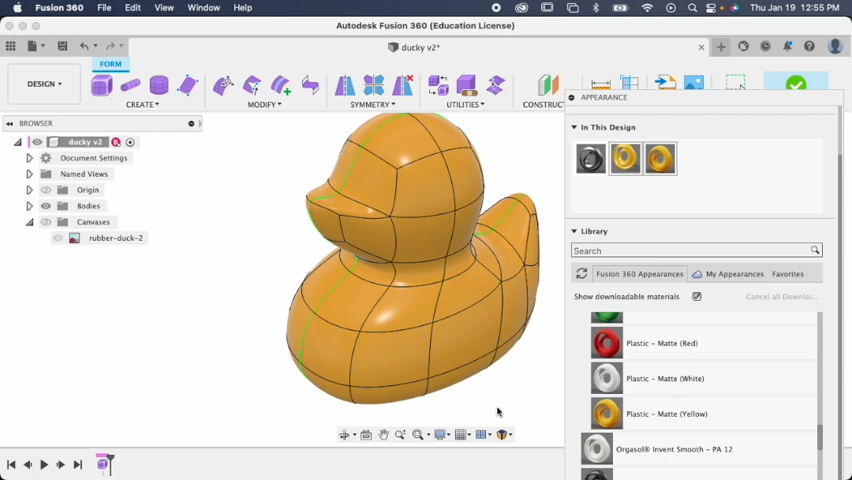 Fusion 360 File Edit View Window Help Thu Jan 19 12:55 PM
Autodesk Fusion 360 (Education License)
ducky v2*
FORM
DESIGN
CREATE MODIFY SYMMETRY UTILITIES CONSTRUC
APPEARANCE
BROWSER
In This Design
ducky v2
Document Settings
Named Views
Origin
Bodies
Canvases
rubber-duck-2
Library
Search
Fusion 360 Appearances My Appearances Favorites
Show downloadable materials Cancel all Downloa...
Plastic - Matte (Red)
Plastic - Matte (White)
Plastic - Matte (Yellow)
Orgasol® Invent Smooth - PA 12